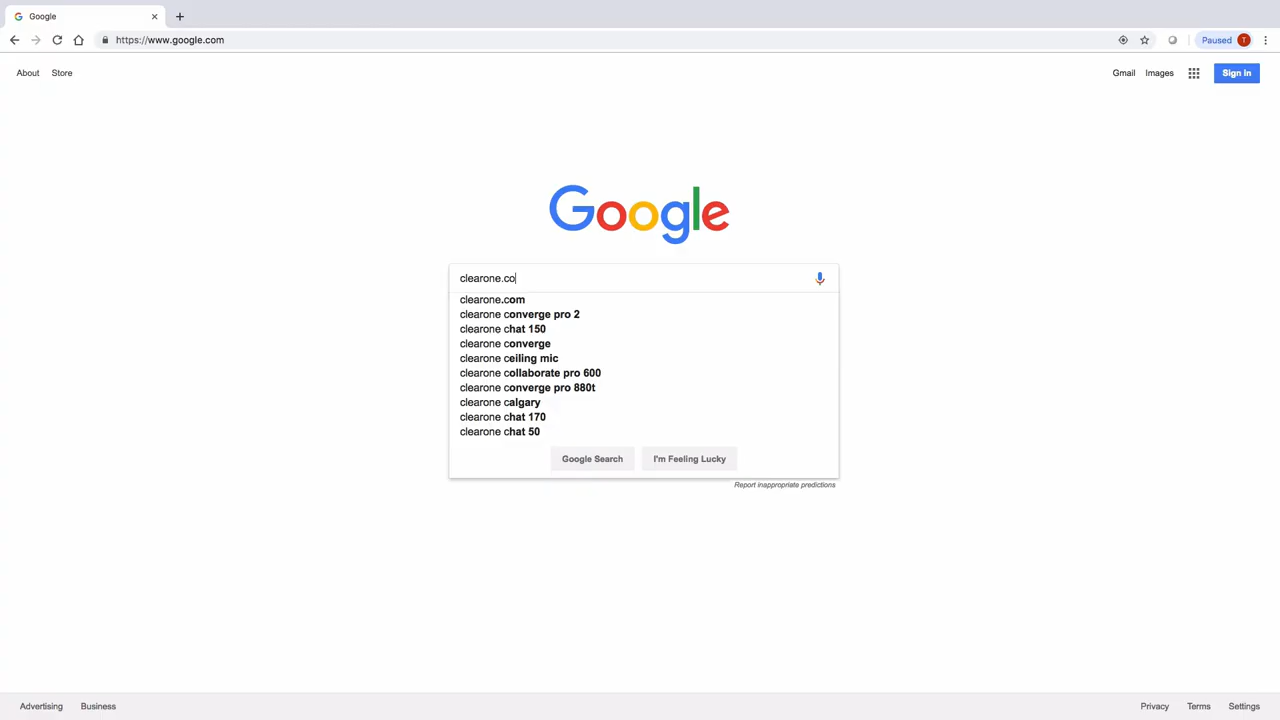 Google
https://www.google.com
Paused T
About Store
Gmail Images Sign in
Google
clearone.co
clearone.com
clearone converge pro 2
clearone chat 150
clearone converge
clearone ceiling mic
clearone collaborate pro 600
clearone converge pro 880t
clearone calgary
clearone chat 170
clearone chat 50
Google Search I'm Feeling Lucky
Report inappropriate predictions
Advertising Business
Privacy Terms Settings